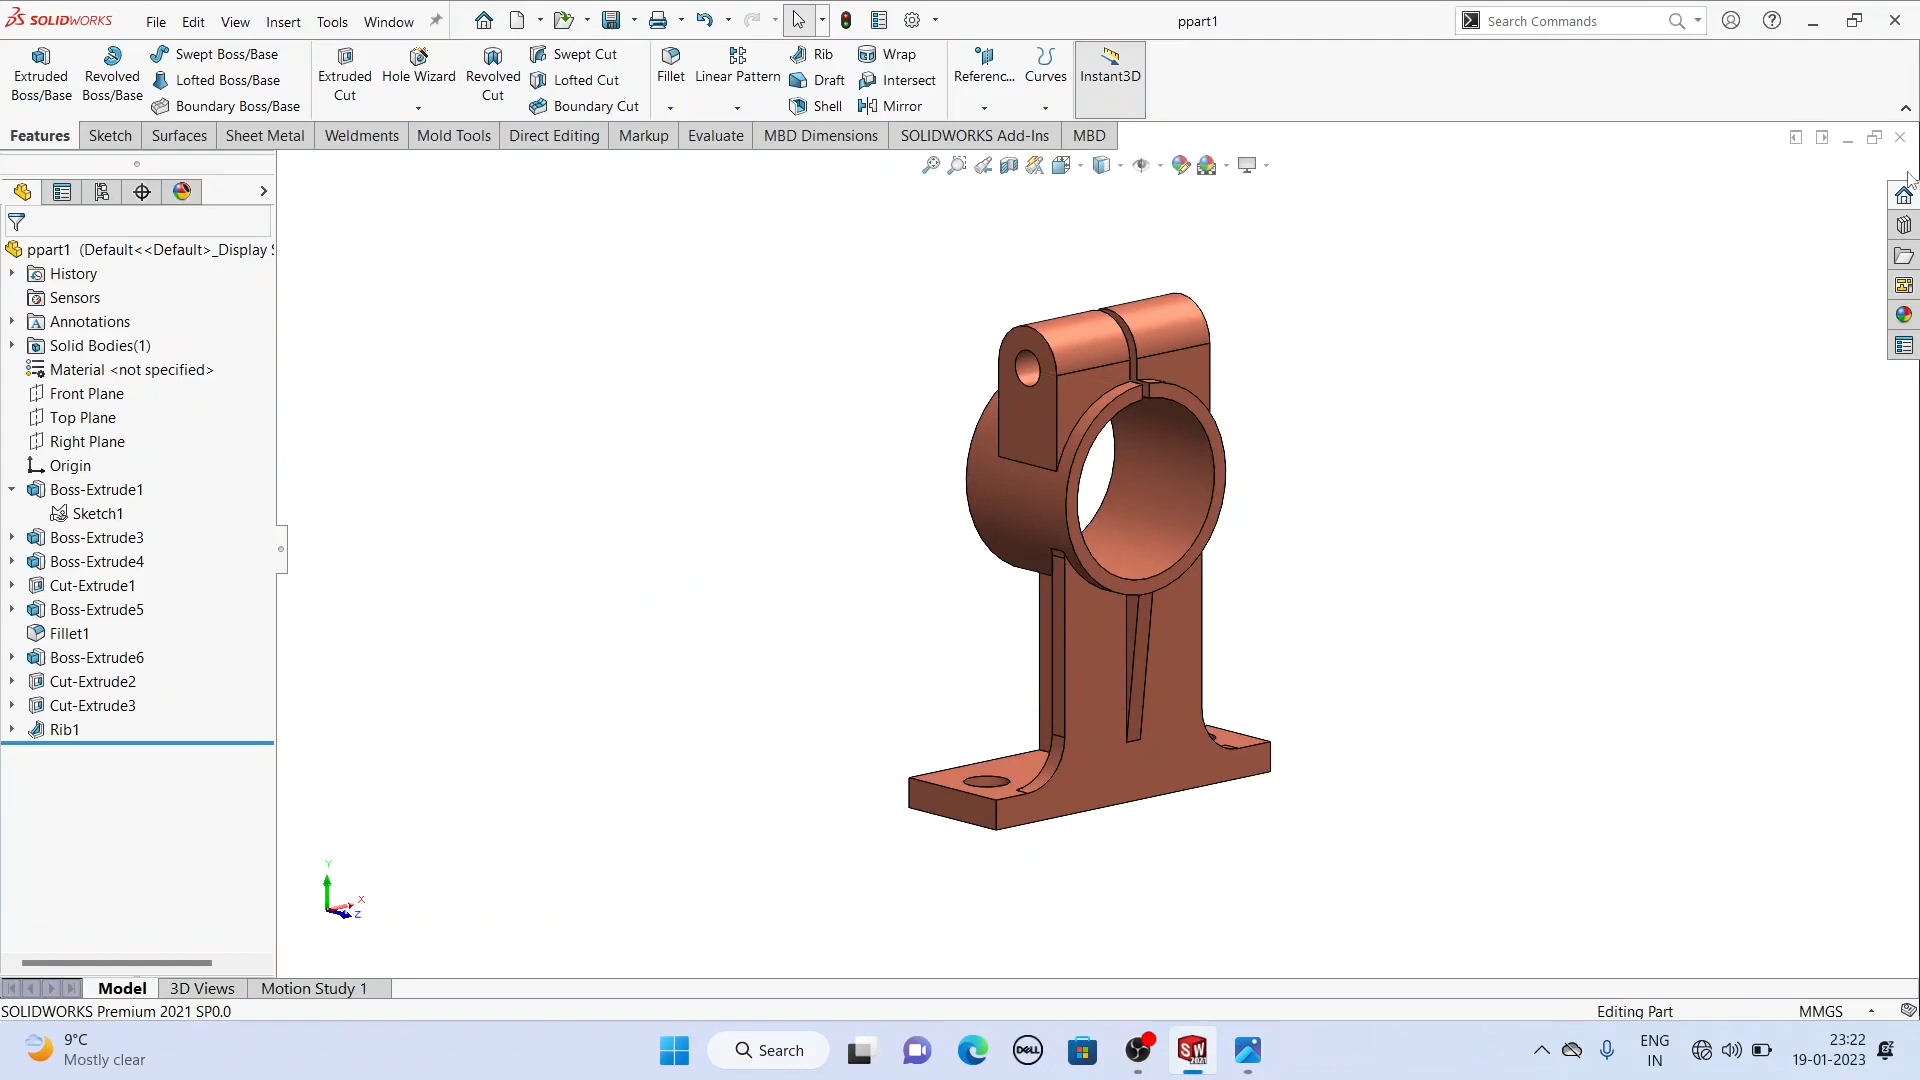 SOLIDWORKS File Edit View Insert Tools Window ppart1 Search Commands
Extruded Boss/Base
Revolved Boss/Base
Swept Boss/Base
Lofted Boss/Base
Boundary Boss/Base
Extruded Cut
Hole Wizard
Revolved Cut
Swept Cut
Lofted Cut
Boundary Cut
Fillet
Linear Pattern
Rib
Draft
Shell
Wrap
Intersect
Mirror
Referenc...
Curves
Instant3D
Features Sketch Surfaces Sheet Metal Weldments Mold Tools Direct Editing Markup Evaluate MBD Dimensions SOLIDWORKS Add-Ins MBD
ppart1 (Default<<Default>_Display S
History
Sensors
Annotations
Solid Bodies(1)
Material <not specified>
Front Plane
Top Plane
Right Plane
Origin
Boss-Extrude1
Sketch1
Boss-Extrude3
Boss-Extrude4
Cut-Extrude1
Boss-Extrude5
Fillet1
Boss-Extrude6
Cut-Extrude2
Cut-Extrude3
Rib1
Y
X
Z
Model 3D Views Motion Study 1
SOLIDWORKS Premium 2021 SP0.0 Editing Part MMGS
9°C
Mostly clear
Search
DELL
SW
2021
ENG
IN
23:22
19-01-2023